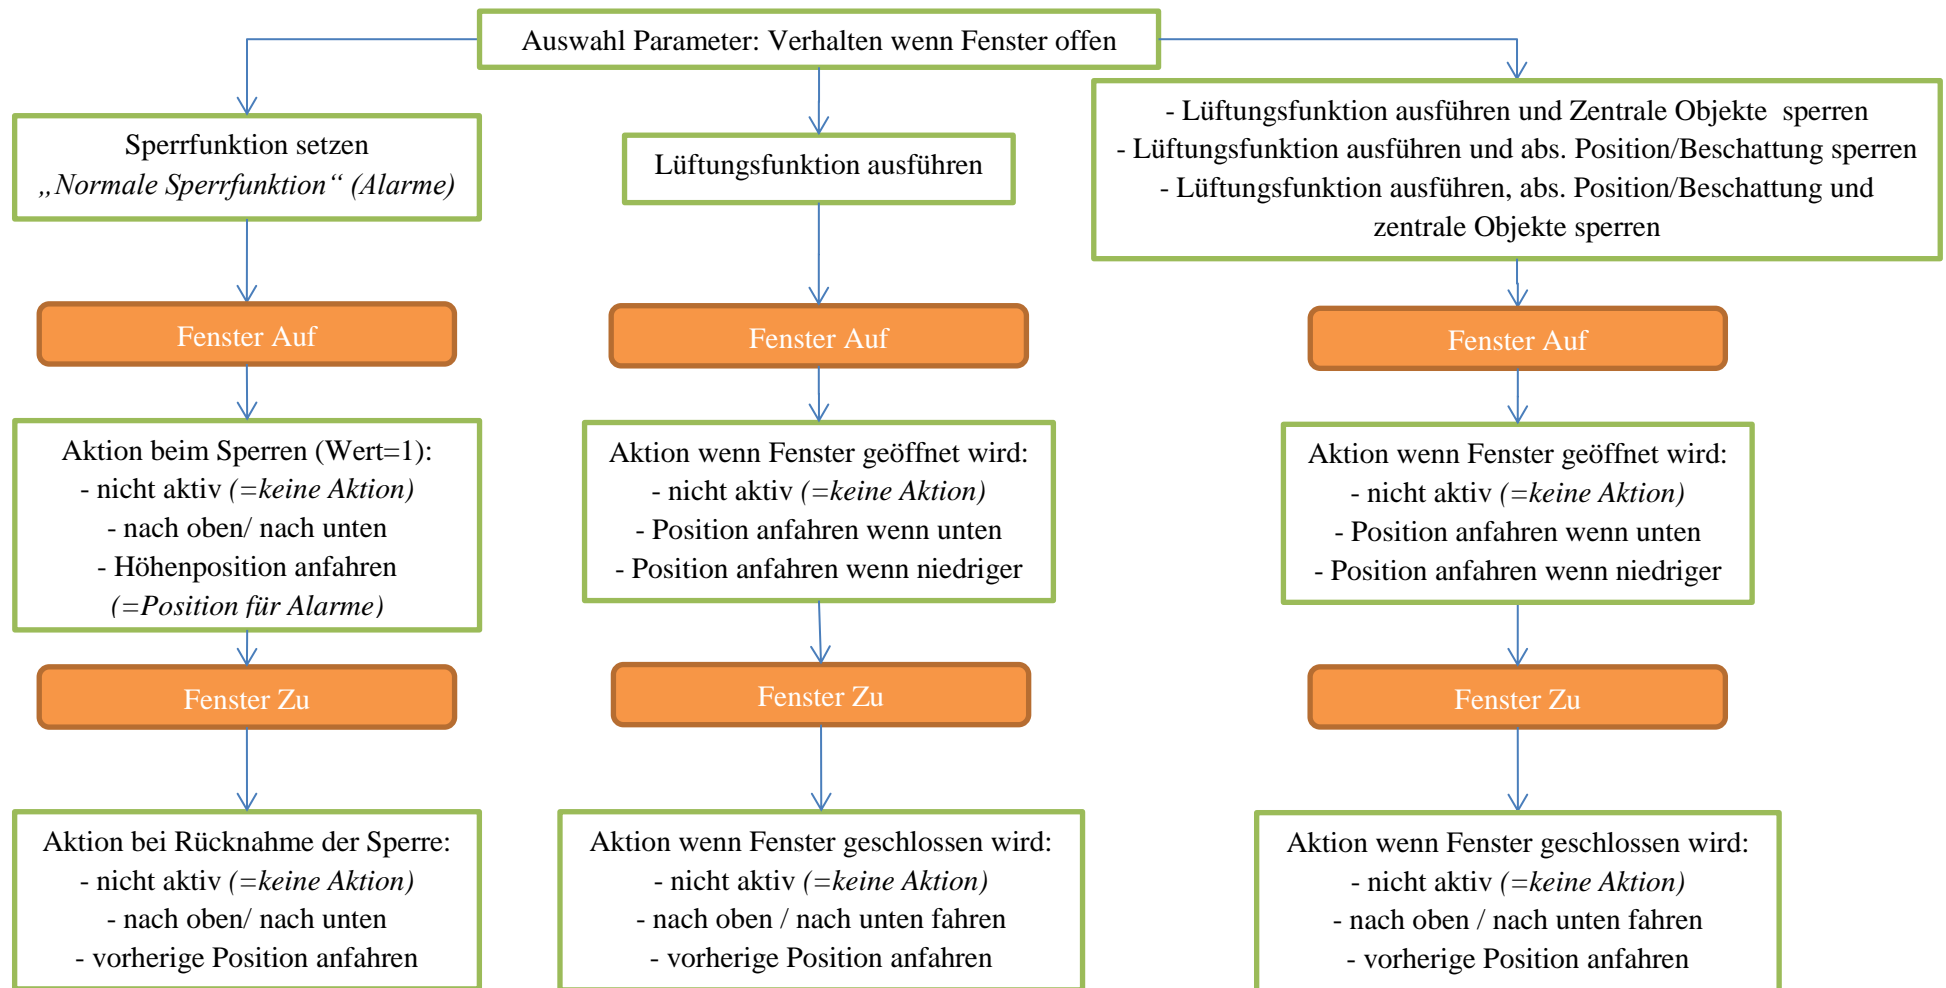 Auswahl Parameter: Verhalten wenn Fenster offen
Sperrfunktion setzen
„Normale Sperrfunktion“ (Alarme)
Fenster Auf
Aktion beim Sperren (Wert=1):
- nicht aktiv (=keine Aktion)
- nach oben/ nach unten
- Höhenposition anfahren
(=Position für Alarme)
Fenster Zu
Aktion bei Rücknahme der Sperre:
- nicht aktiv (=keine Aktion)
- nach oben/ nach unten
- vorherige Position anfahren
Lüftungsfunktion ausführen
Fenster Auf
Aktion wenn Fenster geöffnet wird:
- nicht aktiv (=keine Aktion)
- Position anfahren wenn unten
- Position anfahren wenn niedriger
Fenster Zu
Aktion wenn Fenster geschlossen wird:
- nicht aktiv (=keine Aktion)
- nach oben / nach unten fahren
- vorherige Position anfahren
- Lüftungsfunktion ausführen und Zentrale Objekte  sperren
- Lüftungsfunktion ausführen und abs. Position/Beschattung sperren
- Lüftungsfunktion ausführen, abs. Position/Beschattung und
zentrale Objekte sperren
Fenster Auf
Aktion wenn Fenster geöffnet wird:
- nicht aktiv (=keine Aktion)
- Position anfahren wenn unten
- Position anfahren wenn niedriger
Fenster Zu
Aktion wenn Fenster geschlossen wird:
- nicht aktiv (=keine Aktion)
- nach oben / nach unten fahren
- vorherige Position anfahren